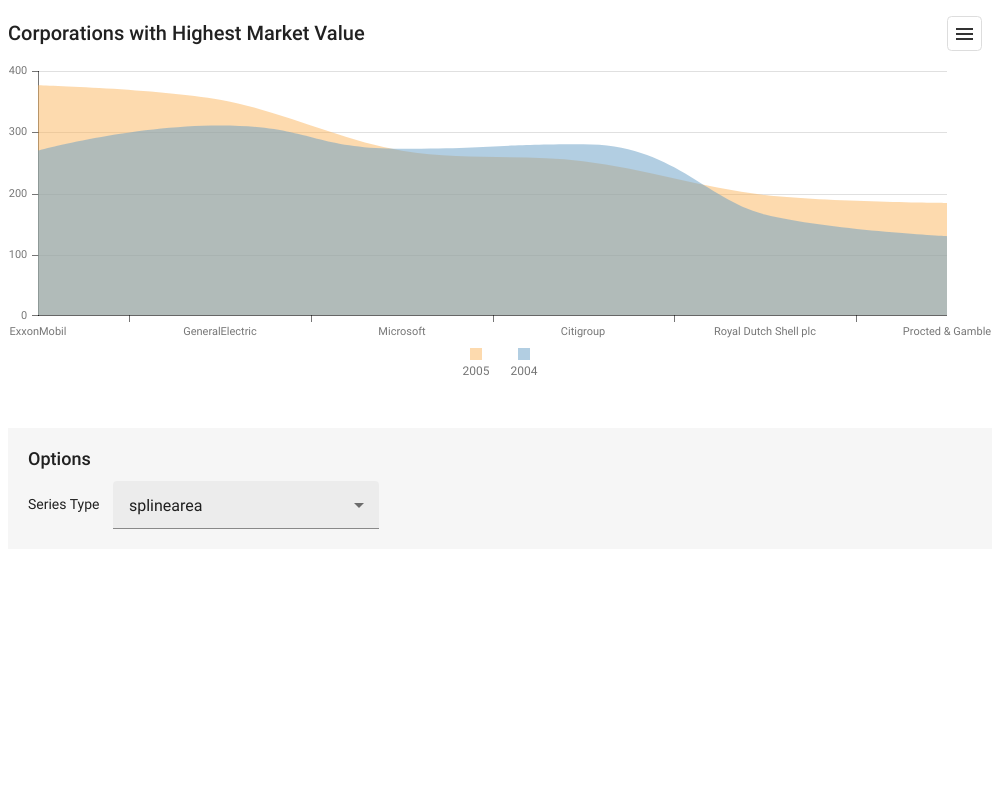 Corporations with Highest Market Value
400
300
200
100
0
ExxonMobil GeneralElectric Microsoft Citigroup Royal Dutch Shell plc Procted & Gamble
2005 2004
Options
Series Type splinearea